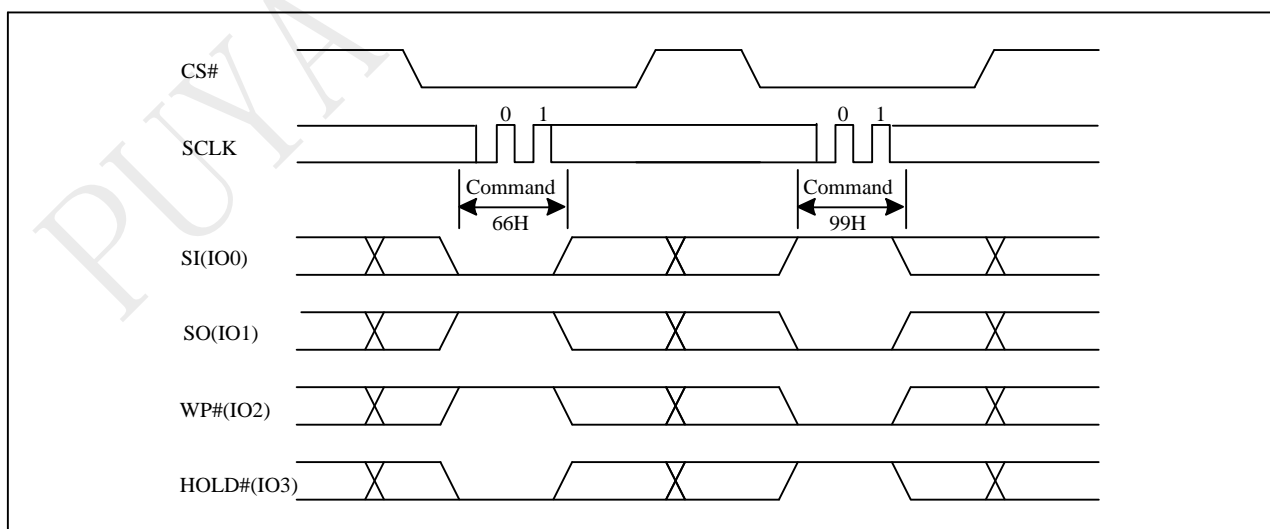 PUYA
CS#
0 1 0 1
SCLK
Command Command
66H 99H
SI(IO0)
SO(IO1)
WP#(IO2)
HOLD#(IO3)